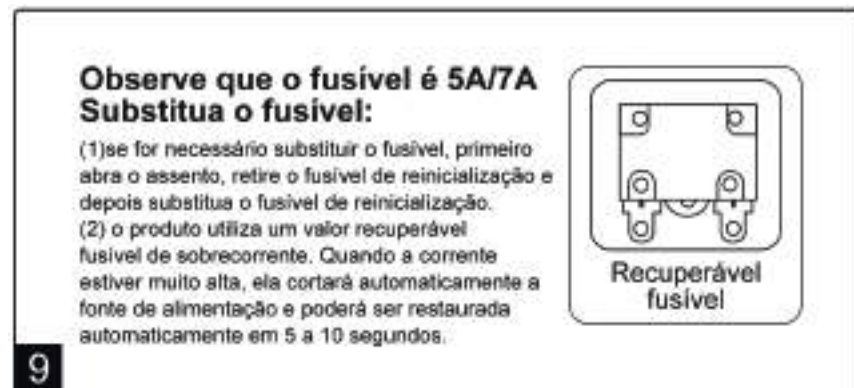 Observe que o fusível é 5A/7A
Substitua o fusível:
(1)se for necessário substituir o fusível, primeiro
abra o assento, retire o fusível de reinicialização e
depois substitua o fusível de reinicialização.
(2) o produto utiliza um valor recuperável
fusível de sobrecorrente. Quando a corrente
estiver muito alta, ela cortará automaticamente a
fonte de alimentação e poderá ser restaurada
automaticamente em 5 a 10 segundos.
Recuperável
fusível
9